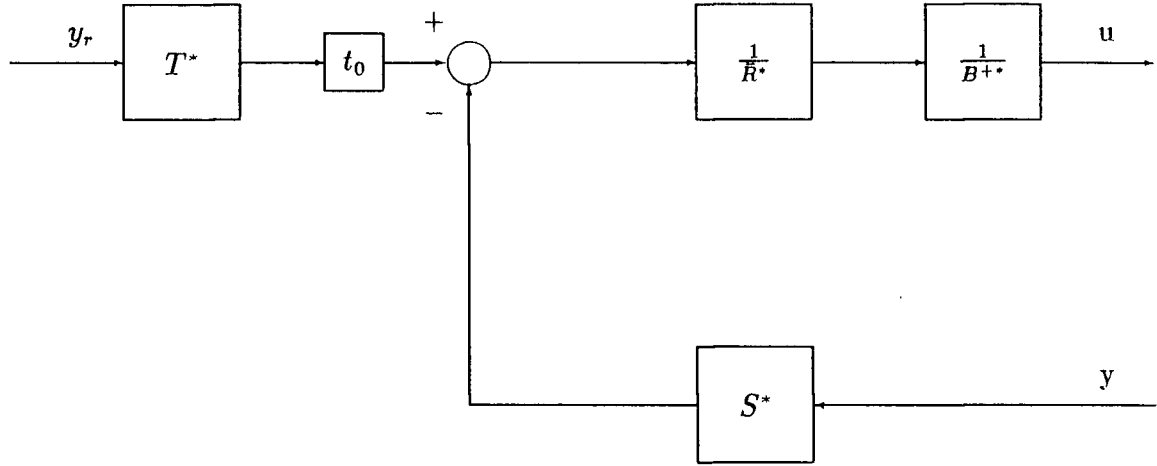 y_r
T*
t_0
+
−
1/R̄*
1/B^{+*}
u
S*
y